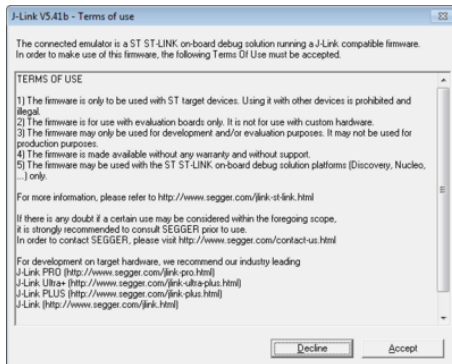 J-Link V5.41b - Terms of use
The connected emulator is a ST ST-LINK on-board debug solution running a J-Link compatible firmware.
In order to make use of this firmware, the following Terms Of Use must be accepted.
TERMS OF USE
1) The firmware is only to be used with ST target devices. Using it with other devices is prohibited and
illegal.
2) The firmware is for use with evaluation boards only. It is not for use with custom hardware.
3) The firmware may only be used for development and/or evaluation purposes. It may not be used for
production purposes.
4) The firmware is made available without any warranty and without support.
5) The firmware may be used with the ST ST-LINK on-board debug solution platforms (Discovery, Nucleo,
...) only.
For more information, please refer to http://www.segger.com/jlink-st-link.html
If there is any doubt if a certain use may be considered within the foregoing scope,
it is strongly recommended to consult SEGGER prior to use.
In order to contact SEGGER, please visit http://www.segger.com/contact-us.html
For development on target hardware, we recommend our industry leading
J-Link PRO (http://www.segger.com/jlink-pro.html)
J-Link Ultra+ (http://www.segger.com/jlink-ultra-plus.html)
J-Link PLUS (http://www.segger.com/jlink-plus.html)
J-Link (http://www.segger.com/jlink.html)
Decline
Accept